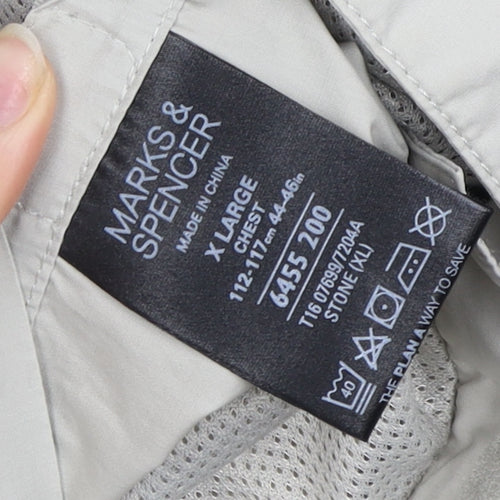 MARKS &
SPENCER
MADE IN CHINA
X LARGE
CHEST
112-117cm 44-46in
6455 200
T16 07699/7204A
STONE (XL)
40
THE PLAN A WAY TO SAVE